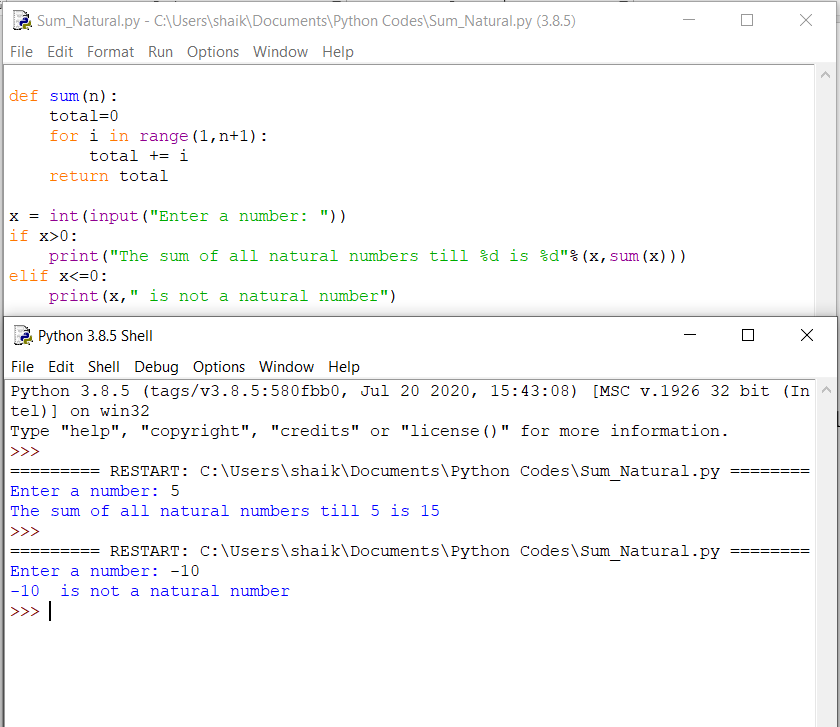 Sum_Natural.py - C:\Users\shaik\Documents\Python Codes\Sum_Natural.py (3.8.5)
File Edit Format Run Options Window Help
def sum(n):
    total=0
    for i in range(1,n+1):
        total += i
    return total
x = int(input("Enter a number: "))
if x>0:
    print("The sum of all natural numbers till %d is %d"%(x,sum(x)))
elif x<=0:
    print(x," is not a natural number")
Python 3.8.5 Shell
File Edit Shell Debug Options Window Help
Python 3.8.5 (tags/v3.8.5:580fbb0, Jul 20 2020, 15:43:08) [MSC v.1926 32 bit (In
tel)] on win32
Type "help", "copyright", "credits" or "license()" for more information.
>>>
========= RESTART: C:\Users\shaik\Documents\Python Codes\Sum_Natural.py ========
Enter a number: 5
The sum of all natural numbers till 5 is 15
>>>
========= RESTART: C:\Users\shaik\Documents\Python Codes\Sum_Natural.py ========
Enter a number: -10
-10  is not a natural number
>>>